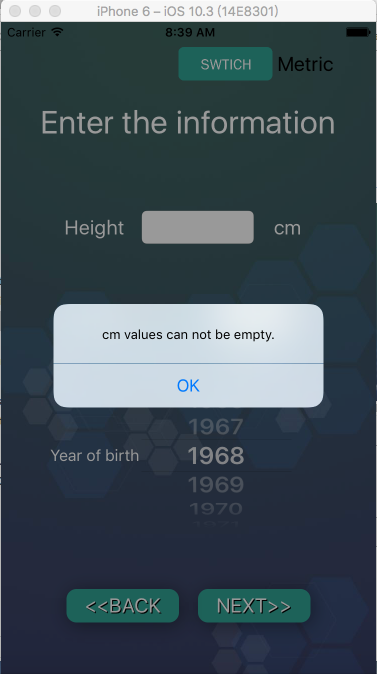 iPhone 6 – iOS 10.3 (14E8301)
Carrier 8:39 AM
SWTICH Metric
Enter the information
Height cm
cm values can not be empty.
OK
1967
Year of birth 1968
1969
1970
<<BACK NEXT>>